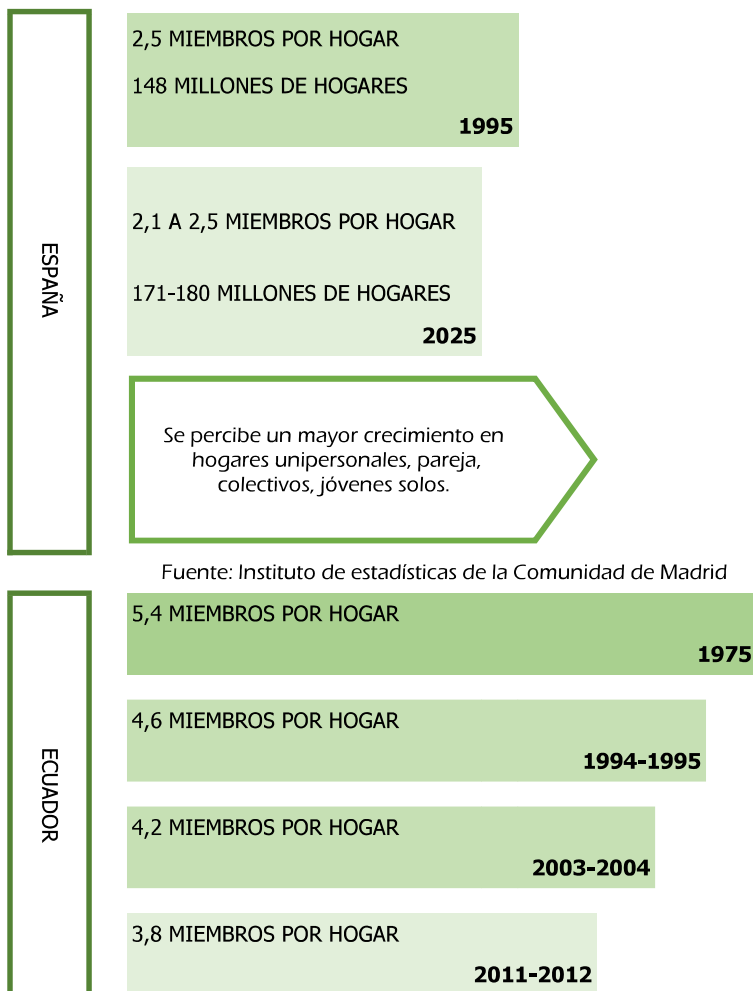 ESPAÑA
2,5 MIEMBROS POR HOGAR
148 MILLONES DE HOGARES
1995
2,1 A 2,5 MIEMBROS POR HOGAR
171-180 MILLONES DE HOGARES
2025
Se percibe un mayor crecimiento en
hogares unipersonales, pareja,
colectivos, jóvenes solos.
Fuente: Instituto de estadísticas de la Comunidad de Madrid
ECUADOR
5,4 MIEMBROS POR HOGAR
1975
4,6 MIEMBROS POR HOGAR
1994-1995
4,2 MIEMBROS POR HOGAR
2003-2004
3,8 MIEMBROS POR HOGAR
2011-2012